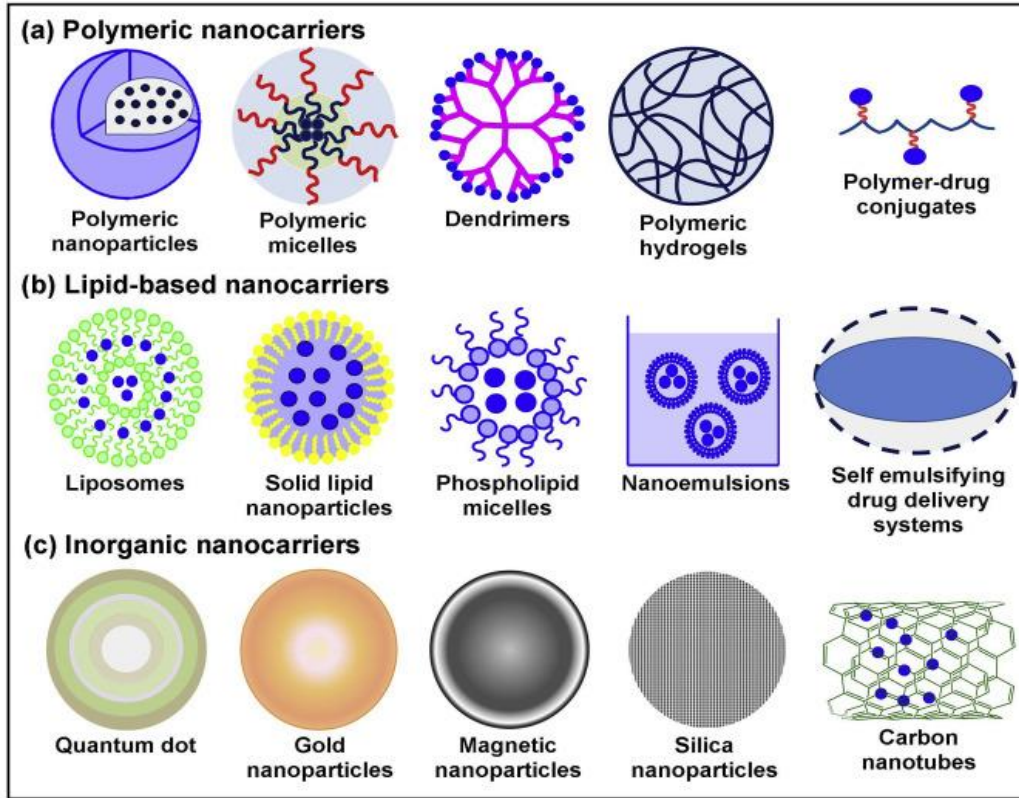 (a) Polymeric nanocarriers
Polymeric
nanoparticles
Polymeric
micelles
Dendrimers
Polymeric
hydrogels
Polymer-drug
conjugates
(b) Lipid-based nanocarriers
Liposomes
Solid lipid
nanoparticles
Phospholipid
micelles
Nanoemulsions
Self emulsifying
drug delivery
systems
(c) Inorganic nanocarriers
Quantum dot
Gold
nanoparticles
Magnetic
nanoparticles
Silica
nanoparticles
Carbon
nanotubes